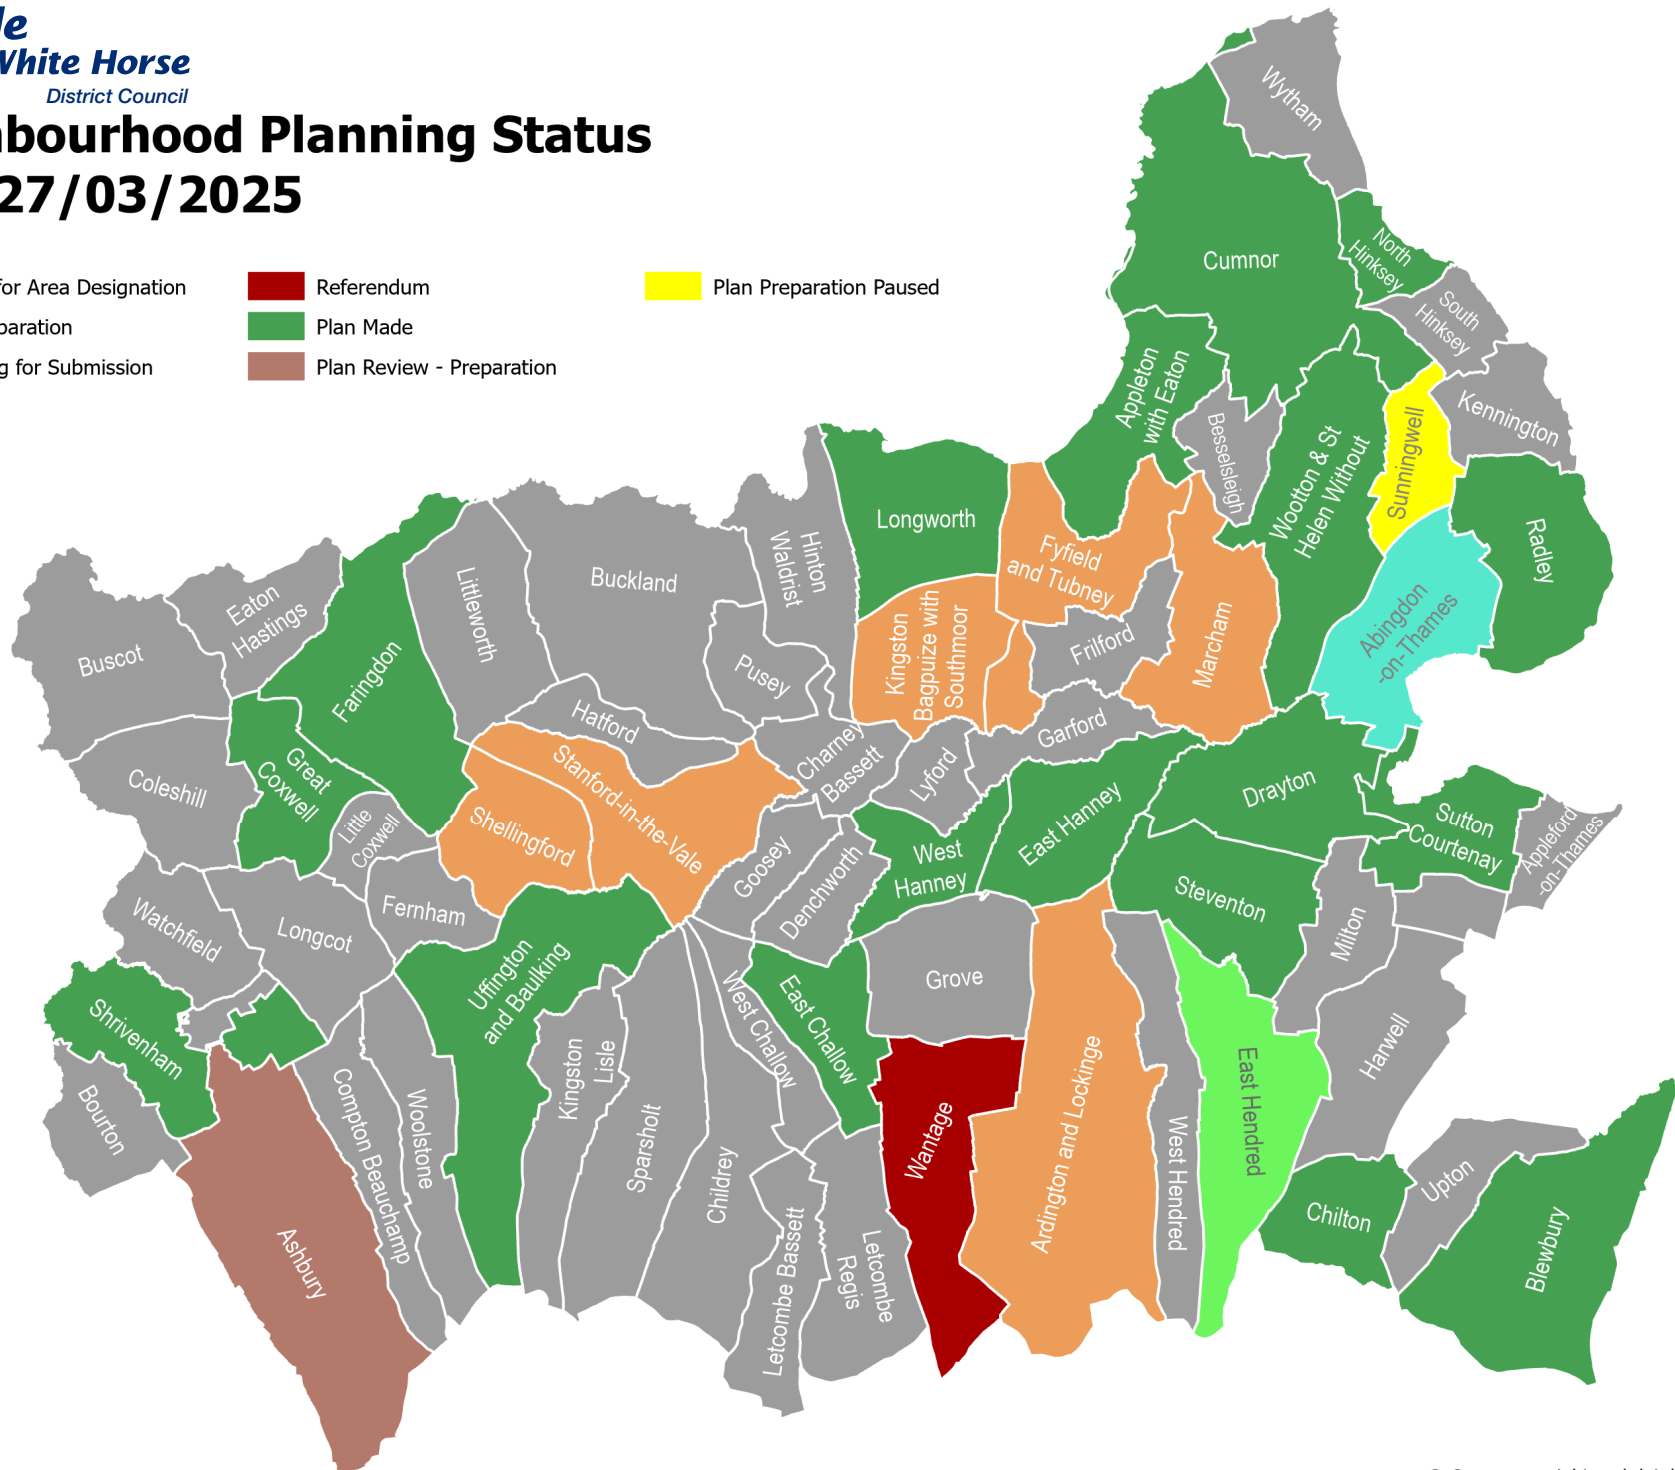 White Horse
District Council
Neighbourhood Planning Status
27/03/2025
for Area Designation
Referendum
Plan Preparation Paused
Plan Made
for Submission
Plan Review - Preparation
Wytham
North
Hinksey
Cumnor
South
Hinksey
Appleton
with Eaton
Kennington
Besselsleigh
Sunningwell
Wootton & St
Helen Without
Longworth
Radley
Fyfield
and Tubney
Hinton
Waldrist
Buckland
Littleworth
Eaton
Hastings
Buscot
Faringdon
Pusey
Kingston
Bagpuize with
Southmoor
Frilford
Marcham
Abingdon
-on-Thames
Hatford
Charney
Bassett
Lyford
Garford
Coleshill
Great
Coxwell
Little
Coxwell
Stanford-in-the-Vale
Shellingford
Goosey
Denchworth
West
Hanney
East Hanney
Drayton
Sutton
Courtenay
Appleford
-on-Thames
Steventon
Milton
Fernham
Watchfield
Longcot
Uffington
and Baulking
Grove
Shrivenham
West Challow
East Challow
Harwell
Bourton
Compton Beauchamp
Woolstone
Kingston
Lisle
Sparsholt
Childrey
Wantage
Ardington and Lockinge
West Hendred
East Hendred
Chilton
Upton
Blewbury
Ashbury
Letcombe Bassett
Letcombe
Regis